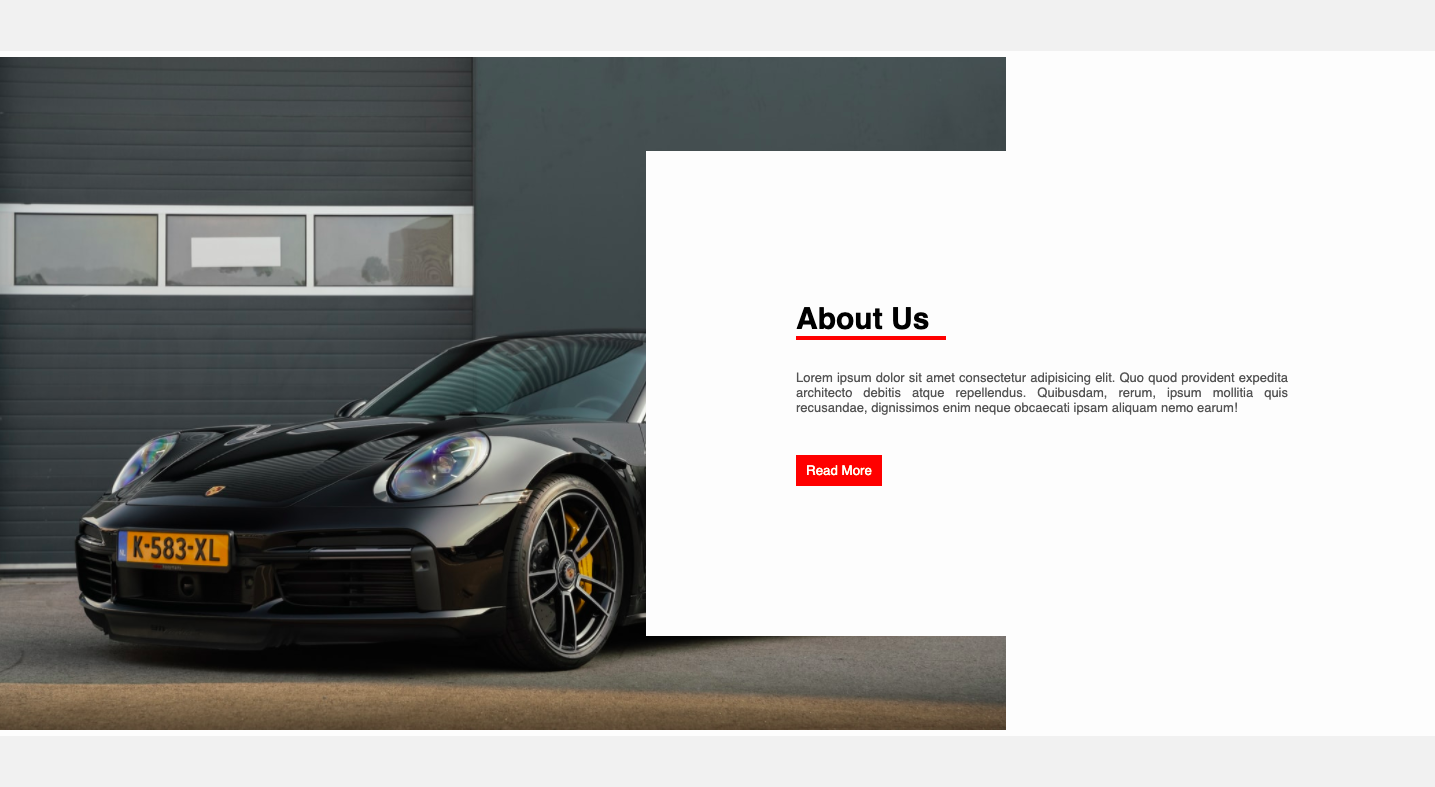 About Us
Lorem ipsum dolor sit amet consectetur adipisicing elit. Quo quod provident expedita
architecto debitis atque repellendus. Quibusdam, rerum, ipsum mollitia quis
recusandae, dignissimos enim neque obcaecati ipsam aliquam nemo earum!
Read More
NL K-583-XL